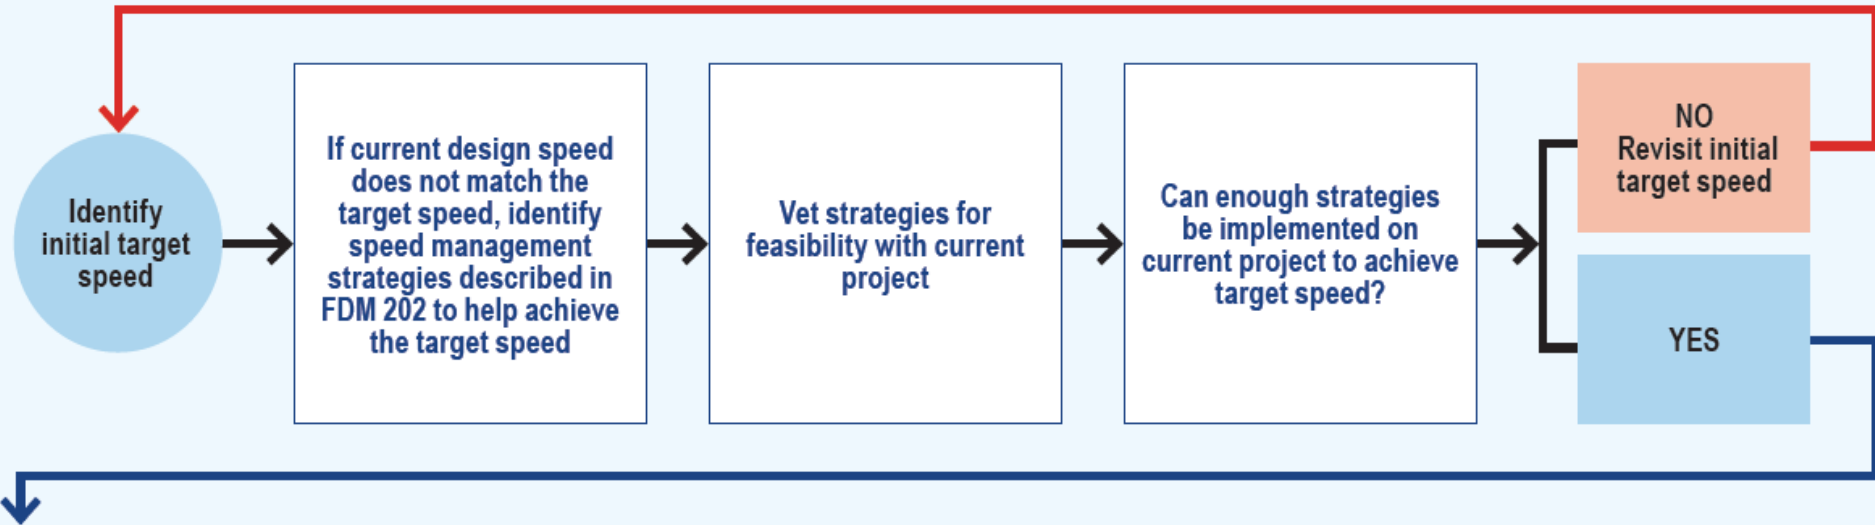 Identify
initial target
speed
If current design speed
does not match the
target speed, identify
speed management
strategies described in
FDM 202 to help achieve
the target speed
Vet strategies for
feasibility with current
project
Can enough strategies
be implemented on
current project to achieve
target speed?
NO
Revisit initial
target speed
YES